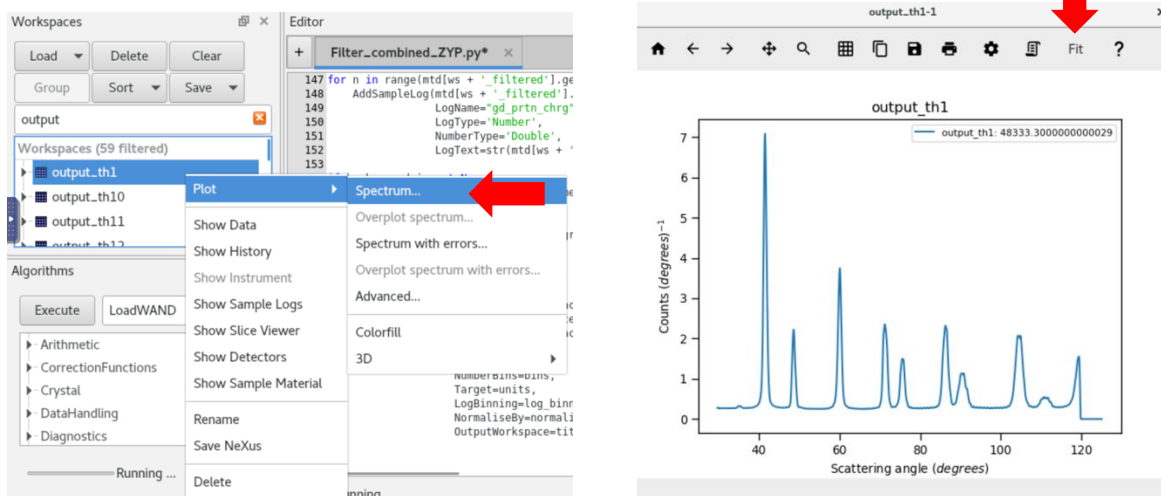 Workspaces
Load
Delete
Clear
Group
Sort
Save
output
Workspaces (59 filtered)
output_th1
output_th10
output_th11
output_th12
Algorithms
Execute
LoadWAND
Arithmetic
CorrectionFunctions
Crystal
DataHandling
Diagnostics
Running ...
Editor
+ Filter_combined_ZYP.py* ×
147 for n in range(mtd[ws + '_filtered'].ge
148 AddSampleLog(mtd[ws + '_filtered'].
149 LogName="gd_prtn_chrg"
150 LogType='Number',
151 NumberType='Double',
152 LogText=str(mtd[ws + '
153
Plot
Show Data
Show History
Show Instrument
Show Sample Logs
Show Slice Viewer
Show Detectors
Show Sample Material
Rename
Save NeXus
Delete
Spectrum...
Overplot spectrum...
Spectrum with errors...
Overplot spectrum with errors...
Advanced...
Colorfill
3D
NumberBins=bins,
Target=units,
LogBinning=log_binn
NormaliseBy=normali
OutputWorkspace=tit
output_th1-1
Fit ?
output_th1
output_th1: 48333.3000000000029
Counts (degrees)⁻¹
7
6
5
4
3
2
1
0
40 60 80 100 120
Scattering angle (degrees)